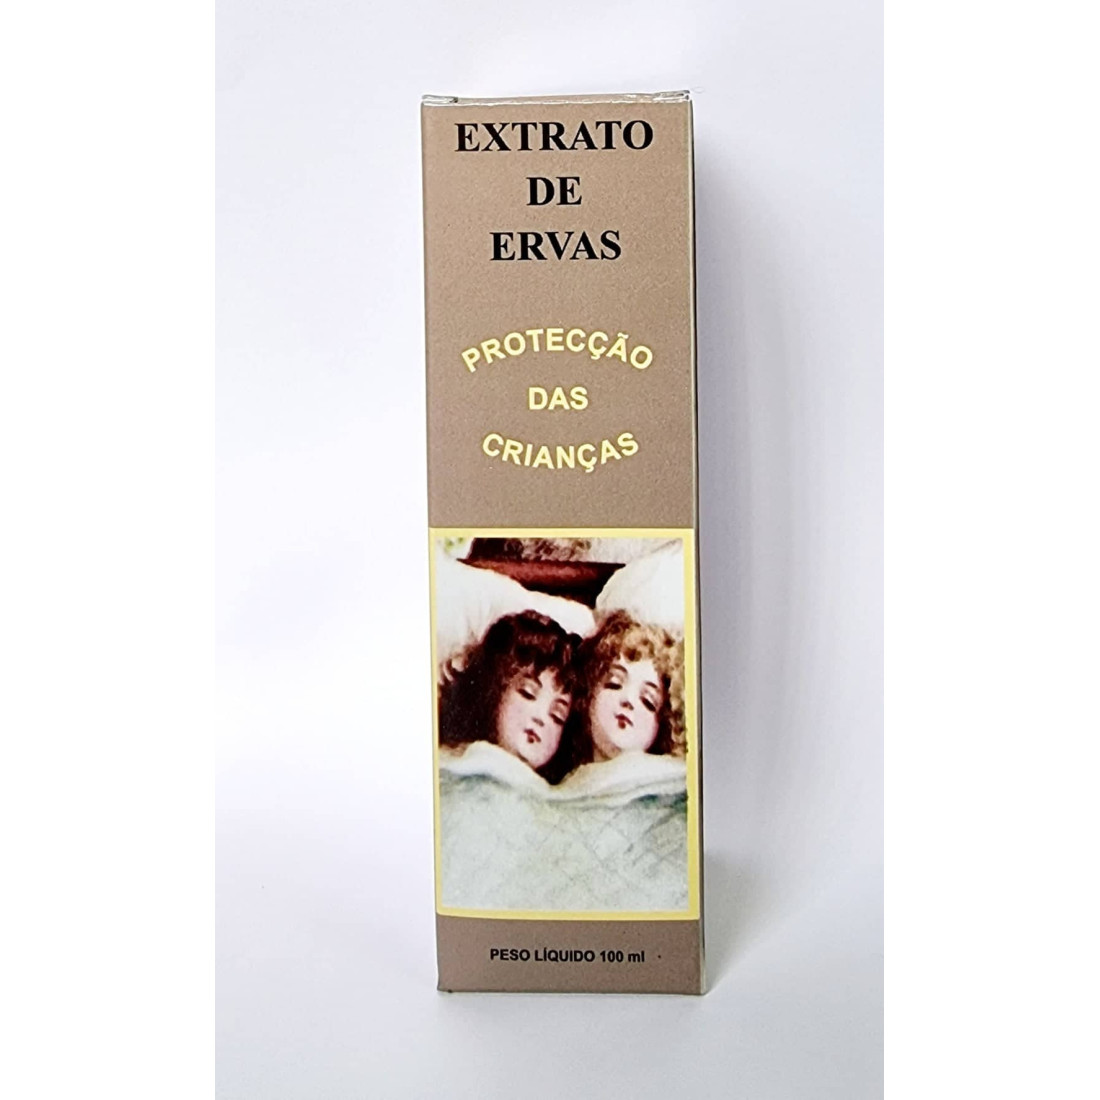 EXTRATO
DE
ERVAS
PROTECÇÃO
DAS
CRIANÇAS
PESO LÍQUIDO 100 ml